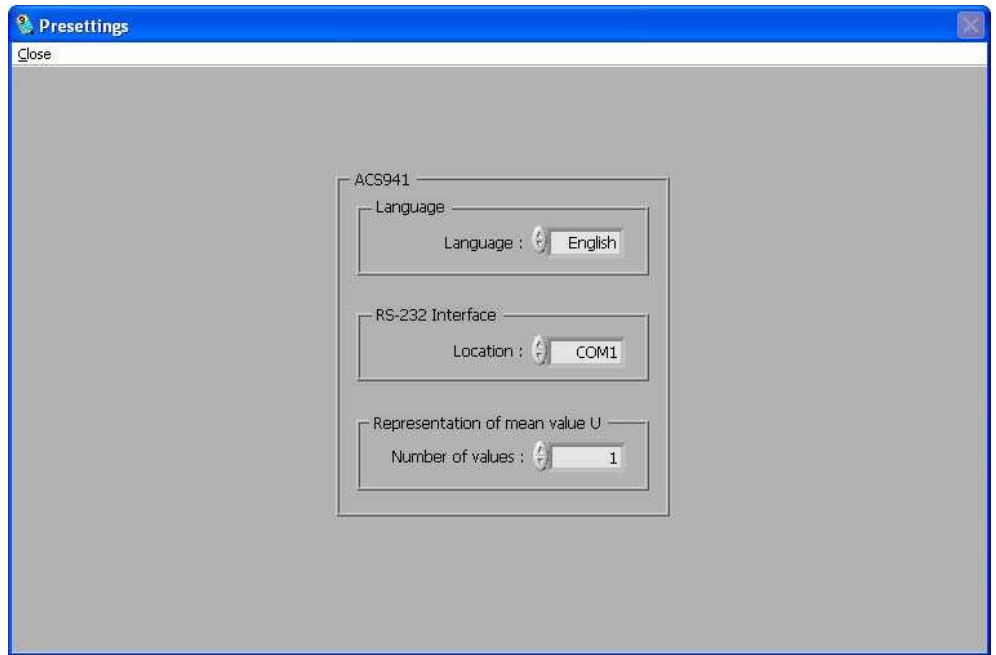 Presettings
Close
ACS941
Language
Language : English
RS-232 Interface
Location : COM1
Representation of mean value U
Number of values : 1